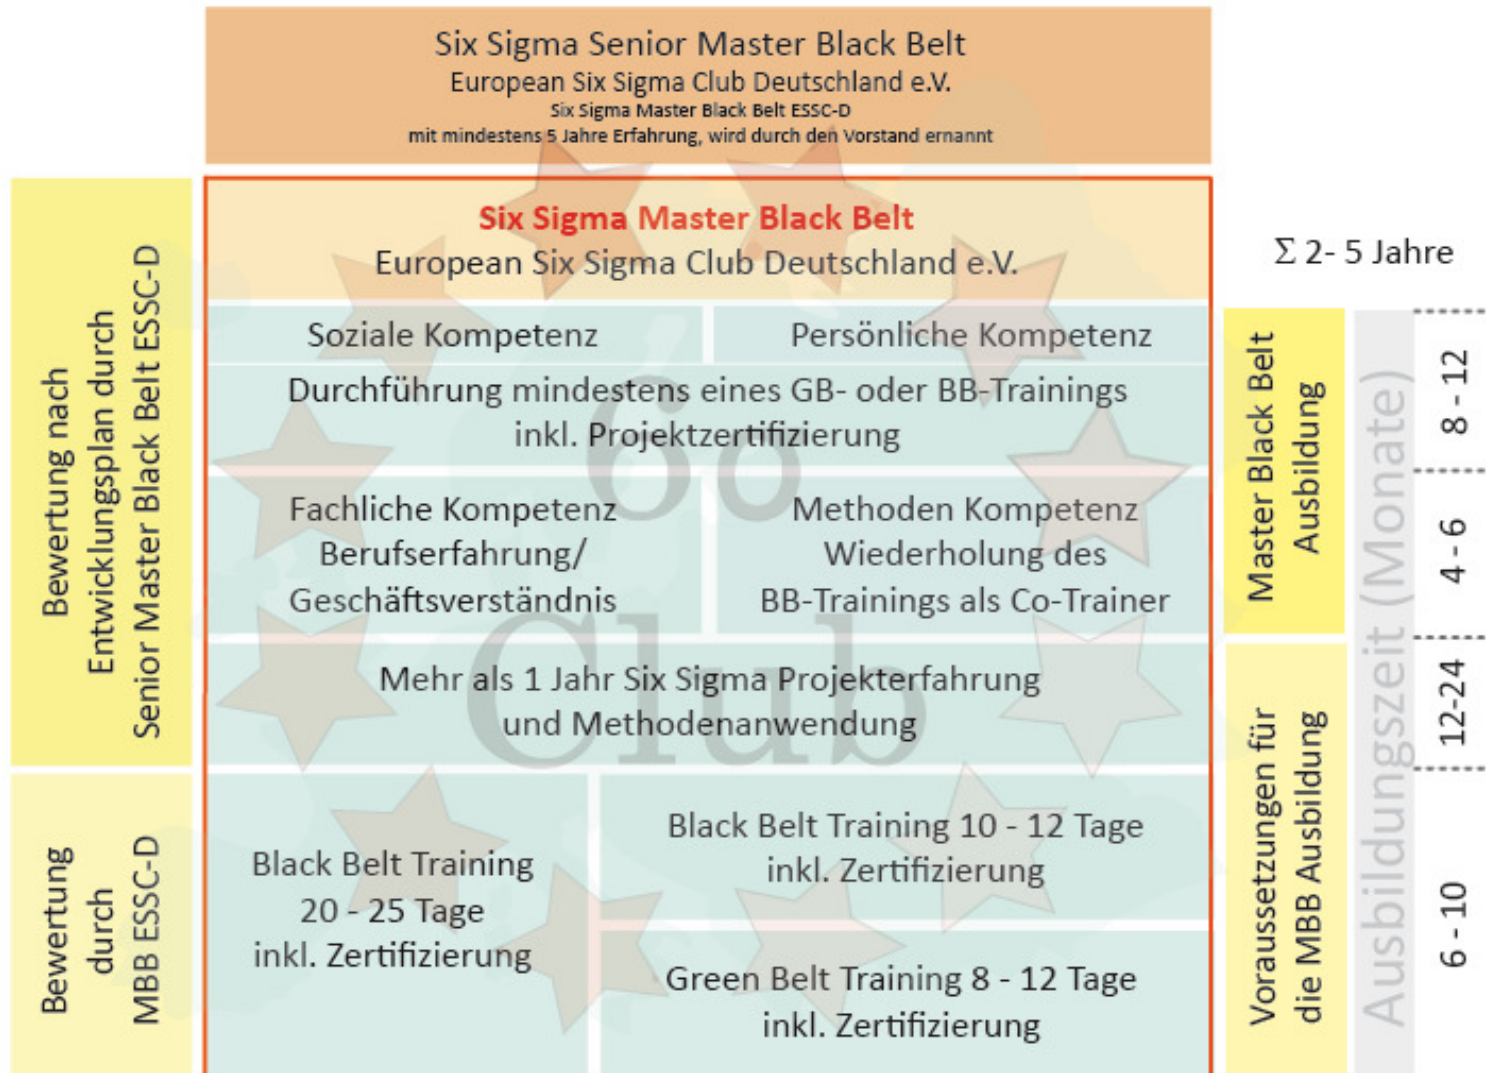 Six Sigma Senior Master Black Belt
European Six Sigma Club Deutschland e.V.
Six Sigma Master Black Belt ESSC-D
mit mindestens 5 Jahre Erfahrung, wird durch den Vorstand ernannt
Bewertung nach
Entwicklungsplan durch
Senior Master Black Belt ESSC-D
Bewertung
durch
MBB ESSC-D
Six Sigma Master Black Belt
European Six Sigma Club Deutschland e.V.
Soziale Kompetenz
Persönliche Kompetenz
Durchführung mindestens eines GB- oder BB-Trainings
inkl. Projektzertifizierung
Fachliche Kompetenz
Berufserfahrung/
Geschäftsverständnis
Methoden Kompetenz
Wiederholung des
BB-Trainings als Co-Trainer
Mehr als 1 Jahr Six Sigma Projekterfahrung
und Methodenanwendung
Black Belt Training
20 - 25 Tage
inkl. Zertifizierung
Black Belt Training 10 - 12 Tage
inkl. Zertifizierung
Green Belt Training 8 - 12 Tage
inkl. Zertifizierung
6σ
Club
Σ 2- 5 Jahre
Master Black Belt
Ausbildung
Voraussetzungen für
die MBB Ausbildung
Ausbildungszeit (Monate)
8 - 12
4 - 6
12-24
6 - 10